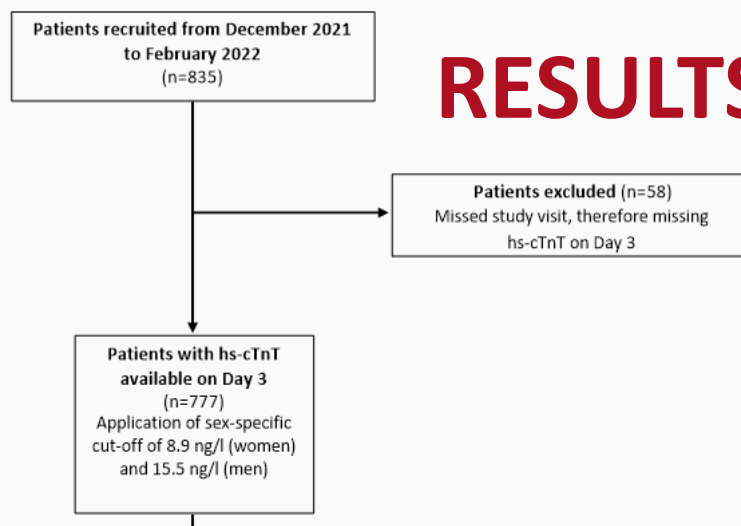 Patients recruited from December 2021
to February 2022
(n=835)
RESULTS
Patients excluded (n=58)
Missed study visit, therefore missing
hs-cTnT on Day 3
Patients with hs-cTnT
available on Day 3
(n=777)
Application of sex-specific
cut-off of 8.9 ng/l (women)
and 15.5 ng/l (men)